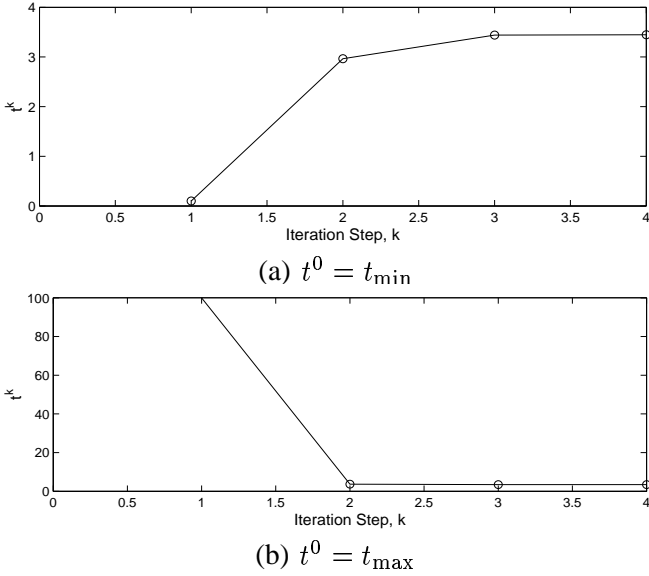 4
3
2
1
0
t^k
0 0.5 1 1.5 2 2.5 3 3.5 4
Iteration Step, k
(a) t^0 = t_min
100
80
60
40
20
0
t^k
0 0.5 1 1.5 2 2.5 3 3.5 4
Iteration Step, k
(b) t^0 = t_max